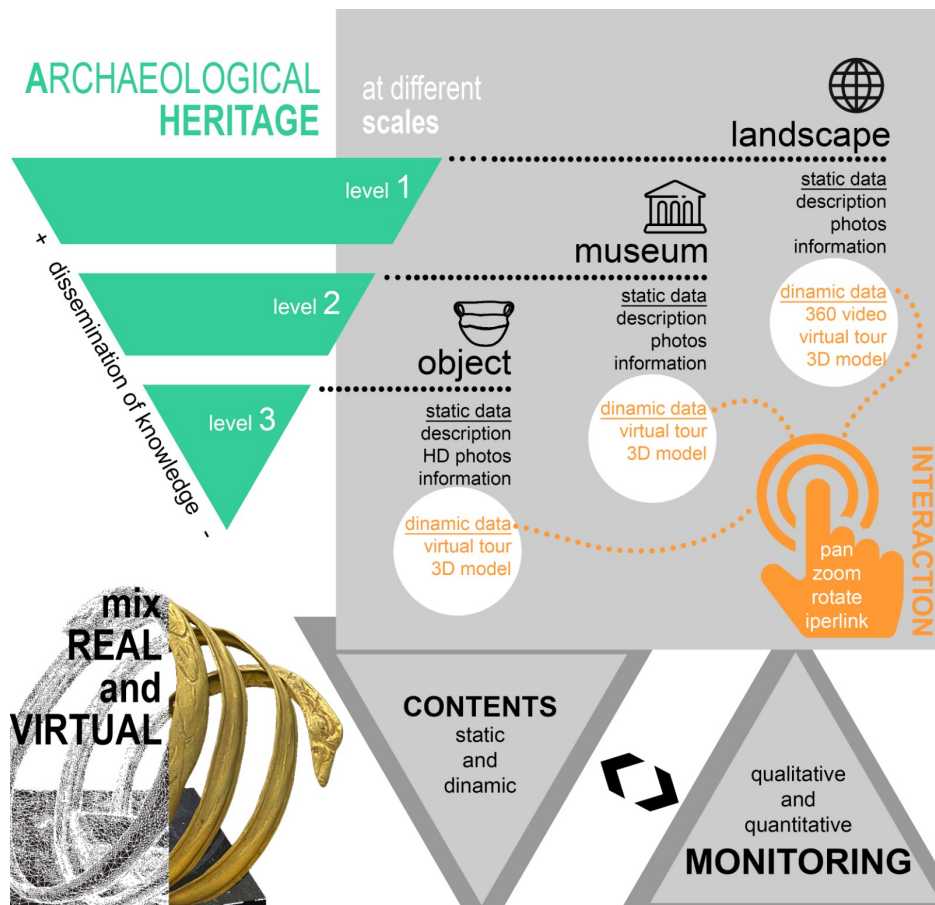 ARCHAEOLOGICAL
HERITAGE
at different
scales
landscape
level 1
static data
description
photos
information
dinamic data
360 video
virtual tour
3D model
museum
level 2
static data
description
photos
information
dinamic data
virtual tour
3D model
object
level 3
static data
description
HD photos
information
dinamic data
virtual tour
3D model
+ dissemination of knowledge -
INTERACTION
pan
zoom
rotate
iperlink
mix
REAL
and
VIRTUAL
CONTENTS
static
and
dinamic
qualitative
and
quantitative
MONITORING